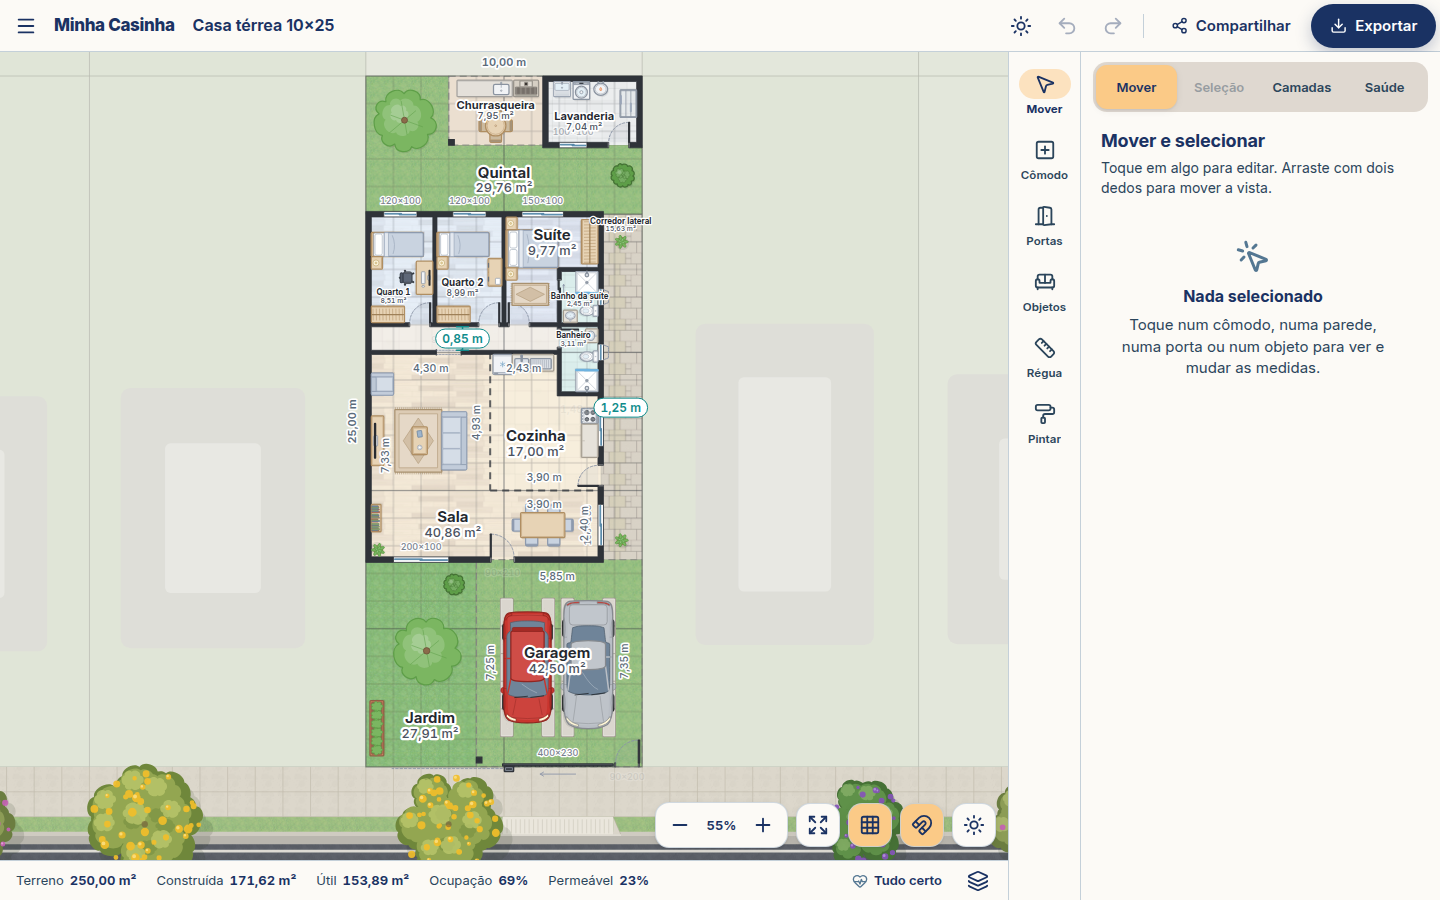 Minha Casinha
Casa térrea 10×25
Compartilhar
Exportar
10,00 m
Churrasqueira
7,95 m²
Lavanderia
7,04 m²
Quintal
29,76 m²
120×100
120×100
150×100
Corredor lateral
15,63 m²
Suíte
9,77 m²
Quarto 1
8,51 m²
Quarto 2
8,99 m²
Banho da suíte
2,45 m²
Banheiro
3,11 m²
0,85 m
4,30 m
2,43 m
25,00 m
7,33 m
4,93 m
1,25 m
Cozinha
17,00 m²
3,90 m
3,90 m
2,40 m
Sala
40,86 m²
200×100
5,85 m
Garagem
42,50 m²
7,25 m
7,35 m
Jardim
27,91 m²
400×230
55%
Terreno 250,00 m²
Construída 171,62 m²
Útil 153,89 m²
Ocupação 69%
Permeável 23%
Tudo certo
Mover
Cômodo
Portas
Objetos
Régua
Pintar
Mover
Seleção
Camadas
Saúde
Mover e selecionar
Toque em algo para editar. Arraste com dois
dedos para mover a vista.
Nada selecionado
Toque num cômodo, numa parede,
numa porta ou num objeto para ver e
mudar as medidas.